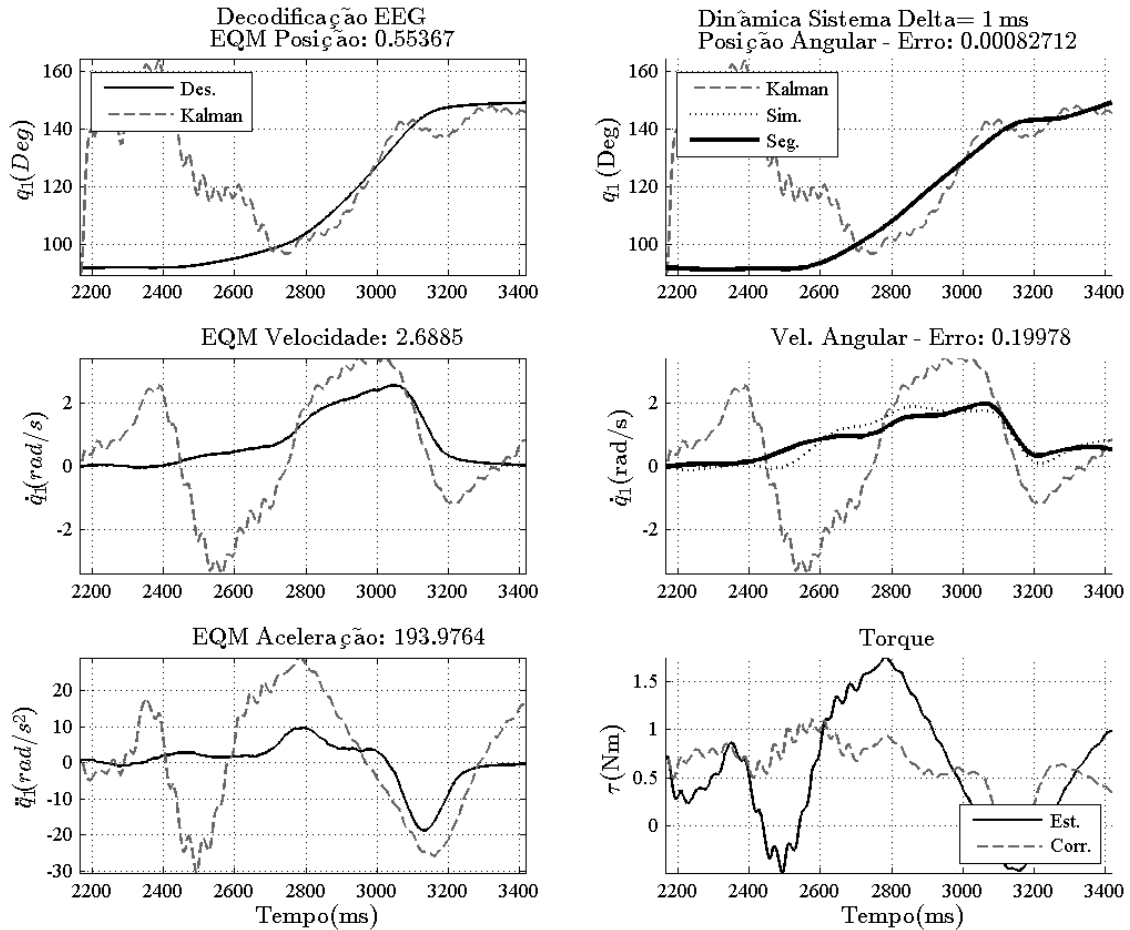 Decodificação EEG
EQM Posição: 0.55367
160
140
120
100
q1(Deg)
Des.
Kalman
2200 2400 2600 2800 3000 3200 3400
Dinâmica Sistema Delta= 1 ms
Posição Angular - Erro: 0.00082712
160
140
120
100
q1 (Deg)
Kalman
Sim.
Seg.
2200 2400 2600 2800 3000 3200 3400
EQM Velocidade: 2.6885
2
0
-2
q̇1(rad/s)
2200 2400 2600 2800 3000 3200 3400
Vel. Angular - Erro: 0.19978
2
0
-2
q̇1(rad/s)
2200 2400 2600 2800 3000 3200 3400
EQM Aceleração: 193.9764
20
10
0
-10
-20
-30
q̈1(rad/s²)
2200 2400 2600 2800 3000 3200 3400
Tempo(ms)
Torque
1.5
1
0.5
0
τ(Nm)
Est.
Corr.
2200 2400 2600 2800 3000 3200 3400
Tempo(ms)